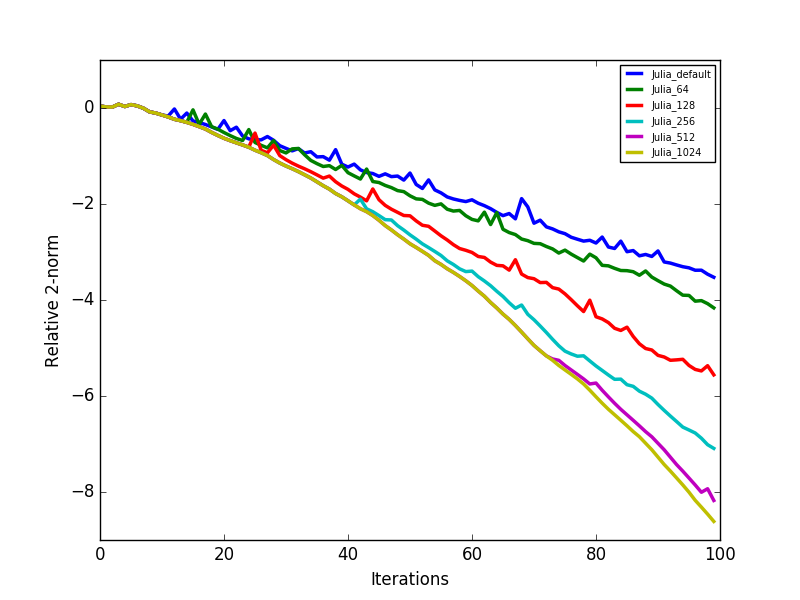 Julia_default
Julia_64
Julia_128
Julia_256
Julia_512
Julia_1024
0
−2
−4
−6
−8
Relative 2-norm
0 20 40 60 80 100
Iterations